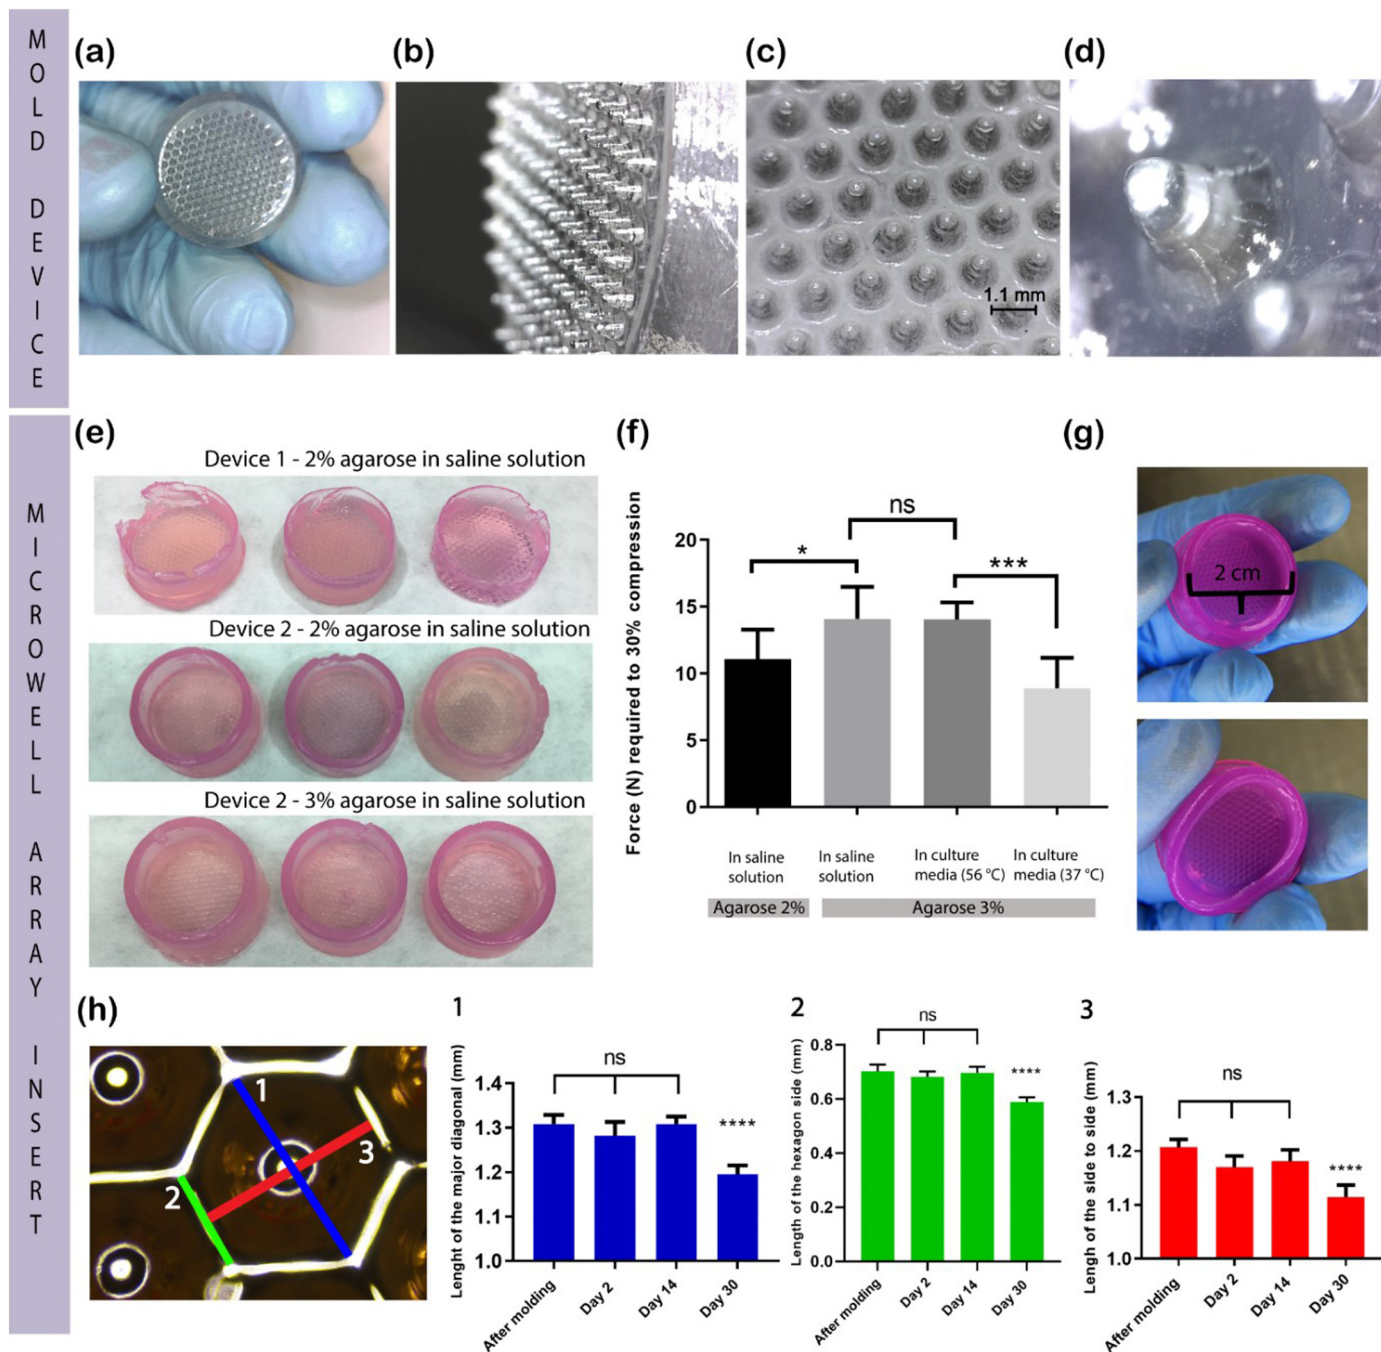 MOLD DEVICE
(a)
(b)
(c)
(d)
1.1 mm
MICROWELL ARRAY INSERT
(e)
Device 1 - 2% agarose in saline solution
Device 2 - 2% agarose in saline solution
Device 2 - 3% agarose in saline solution
(f)
Force (N) required to 30% compression
20
15
10
5
0
*
ns
***
In saline
solution
In saline
solution
In culture
media (56 °C)
In culture
media (37 °C)
Agarose 2%
Agarose 3%
(g)
2 cm
(h)
1
2
3
1
Lenght of the major diagonal (mm)
1.4
1.3
1.2
1.1
1.0
ns
****
After molding
Day 2
Day 14
Day 30
2
Length of the hexagon side (mm)
0.8
0.6
0.4
0.2
0.0
ns
****
After molding
Day 2
Day 14
Day 30
3
Lengh of the side to side (mm)
1.3
1.2
1.1
1.0
ns
****
After molding
Day 2
Day 14
Day 30